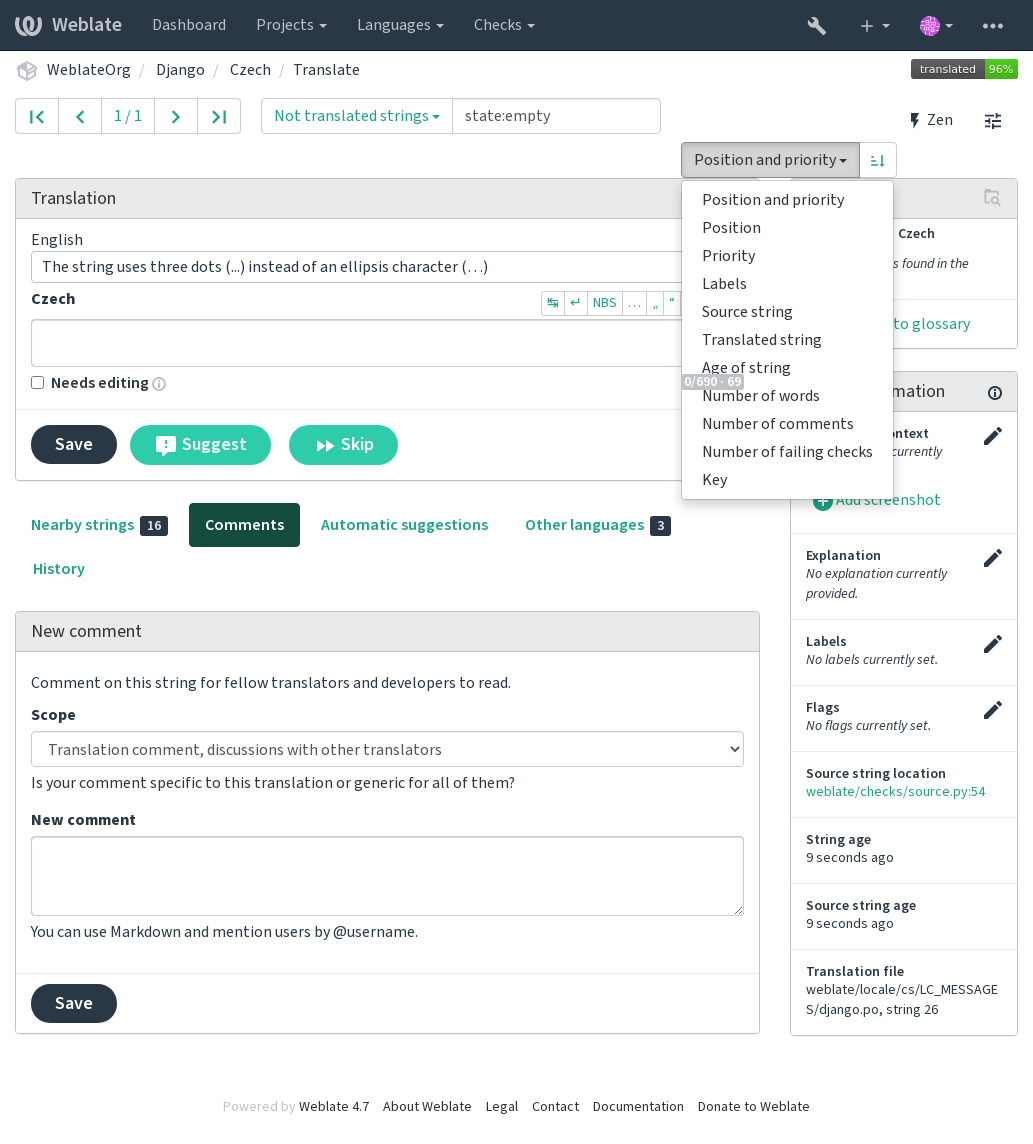 Weblate Dashboard Projects Languages Checks
WeblateOrg / Django / Czech / Translate
translated 96%
1 / 1
Not translated strings state:empty
Zen
Position and priority
Position and priority
Position
Priority
Labels
Source string
Translated string
Age of string
Number of words
Number of comments
Number of failing checks
Key
Translation
English
The string uses three dots (...) instead of an ellipsis character (…)
Czech
↹ ↵ NBS … „ “
0/690 · 69
Needs editing
Save Suggest Skip
Nearby strings 16 Comments Automatic suggestions Other languages 3
History
New comment
Comment on this string for fellow translators and developers to read.
Scope
Translation comment, discussions with other translators
Is your comment specific to this translation or generic for all of them?
New comment
You can use Markdown and mention users by @username.
Save
Czech
found in the
to glossary
currently
Add screenshot
Explanation
No explanation currently
provided.
Labels
No labels currently set.
Flags
No flags currently set.
Source string location
weblate/checks/source.py:54
String age
9 seconds ago
Source string age
9 seconds ago
Translation file
weblate/locale/cs/LC_MESSAGE
S/django.po, string 26
Powered by Weblate 4.7 About Weblate Legal Contact Documentation Donate to Weblate